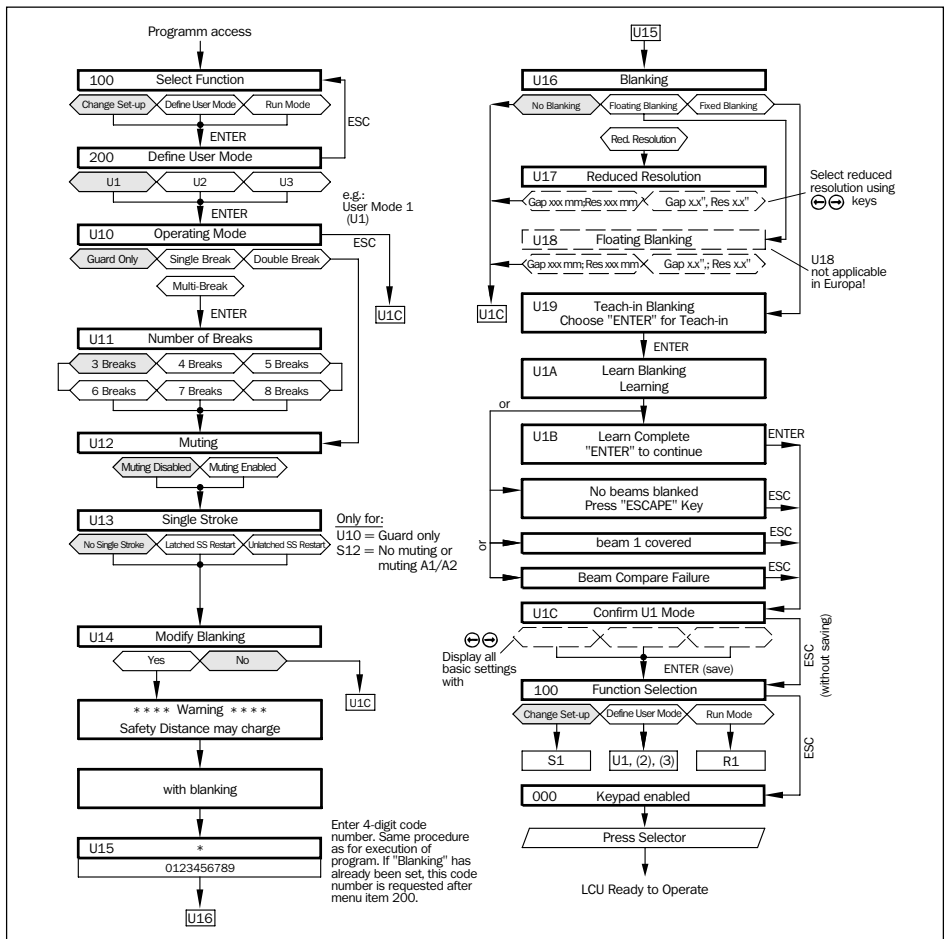 Programm access
100 Select Function
Change Set-up Define User Mode Run Mode
ESC
ENTER
200 Define User Mode
U1 U2 U3
ENTER
e.g.:
User Mode 1
(U1)
U10 Operating Mode
ESC
Guard Only Single Break Double Break
Multi-Break
U1C
ENTER
U11 Number of Breaks
3 Breaks 4 Breaks 5 Breaks
6 Breaks 7 Breaks 8 Breaks
U12 Muting
Muting Disabled Muting Enabled
U13 Single Stroke
No Single Stroke Latched SS Restart Unlatched SS Restart
Only for:
U10 = Guard only
S12 = No muting or
muting A1/A2
U14 Modify Blanking
Yes No
U1C
**** Warning ****
Safety Distance may charge
with blanking
U15 *
0123456789
Enter 4-digit code
number. Same procedure
as for execution of
program. If "Blanking" has
already been set, this code
number is requested after
menu item 200.
U16
U15
U16 Blanking
No Blanking Floating Blanking Fixed Blanking
Red. Resolution
U17 Reduced Resolution
Gap xxx mm;Res xxx mm Gap x.x", Res x.x"
Select reduced
resolution using
←→ keys
U18 Floating Blanking
Gap xxx mm; Res xxx mm Gap x.x",; Res x.x"
U18
not applicable
in Europa!
U1C
U19 Teach-in Blanking
Choose "ENTER" for Teach-in
ENTER
U1A Learn Blanking
Learning
or
U1B Learn Complete
"ENTER" to continue
ENTER
No beams blanked
Press "ESCAPE" Key
ESC
or
beam 1 covered
ESC
Beam Compare Failure
ESC
U1C Confirm U1 Mode
←→
Display all
basic settings
with
ENTER (save)
ESC
(without saving)
100 Function Selection
Change Set-up Define User Mode Run Mode
S1 U1, (2), (3) R1
ESC
000 Keypad enabled
Press Selector
LCU Ready to Operate